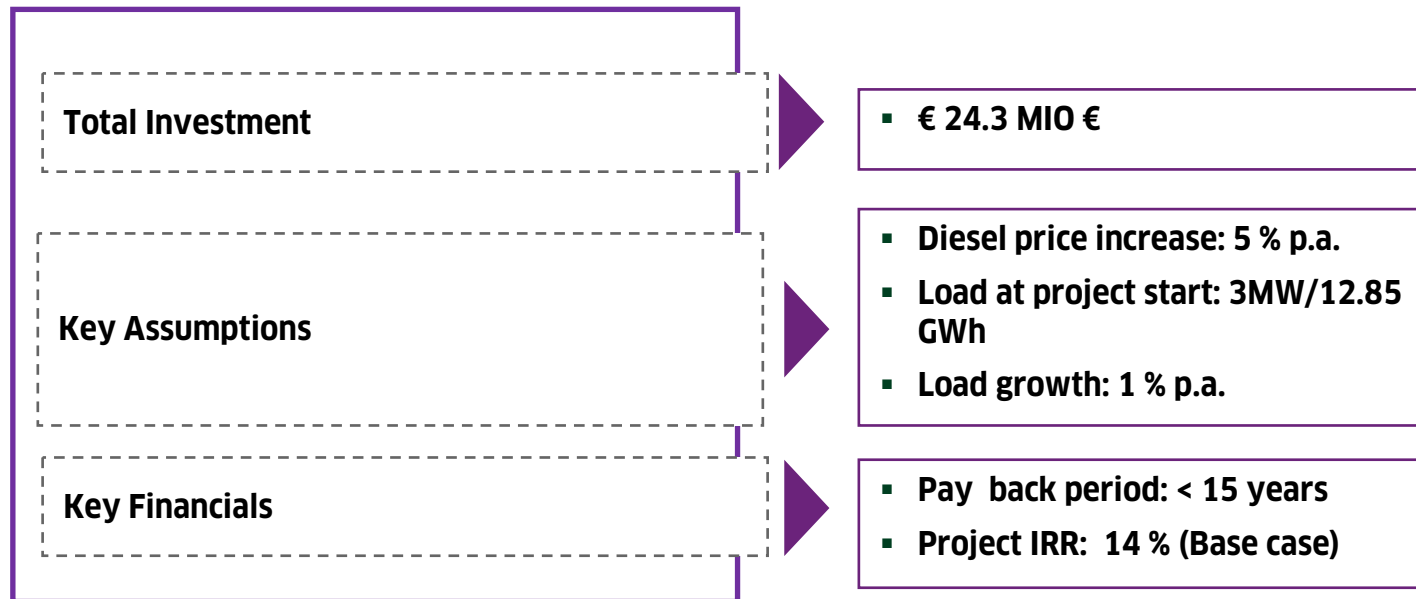 Total Investment
▪ € 24.3 MIO €
Key Assumptions
▪ Diesel price increase: 5 % p.a.
▪ Load at project start: 3MW/12.85
GWh
▪ Load growth: 1 % p.a.
Key Financials
▪ Pay  back period: < 15 years
▪ Project IRR:  14 % (Base case)